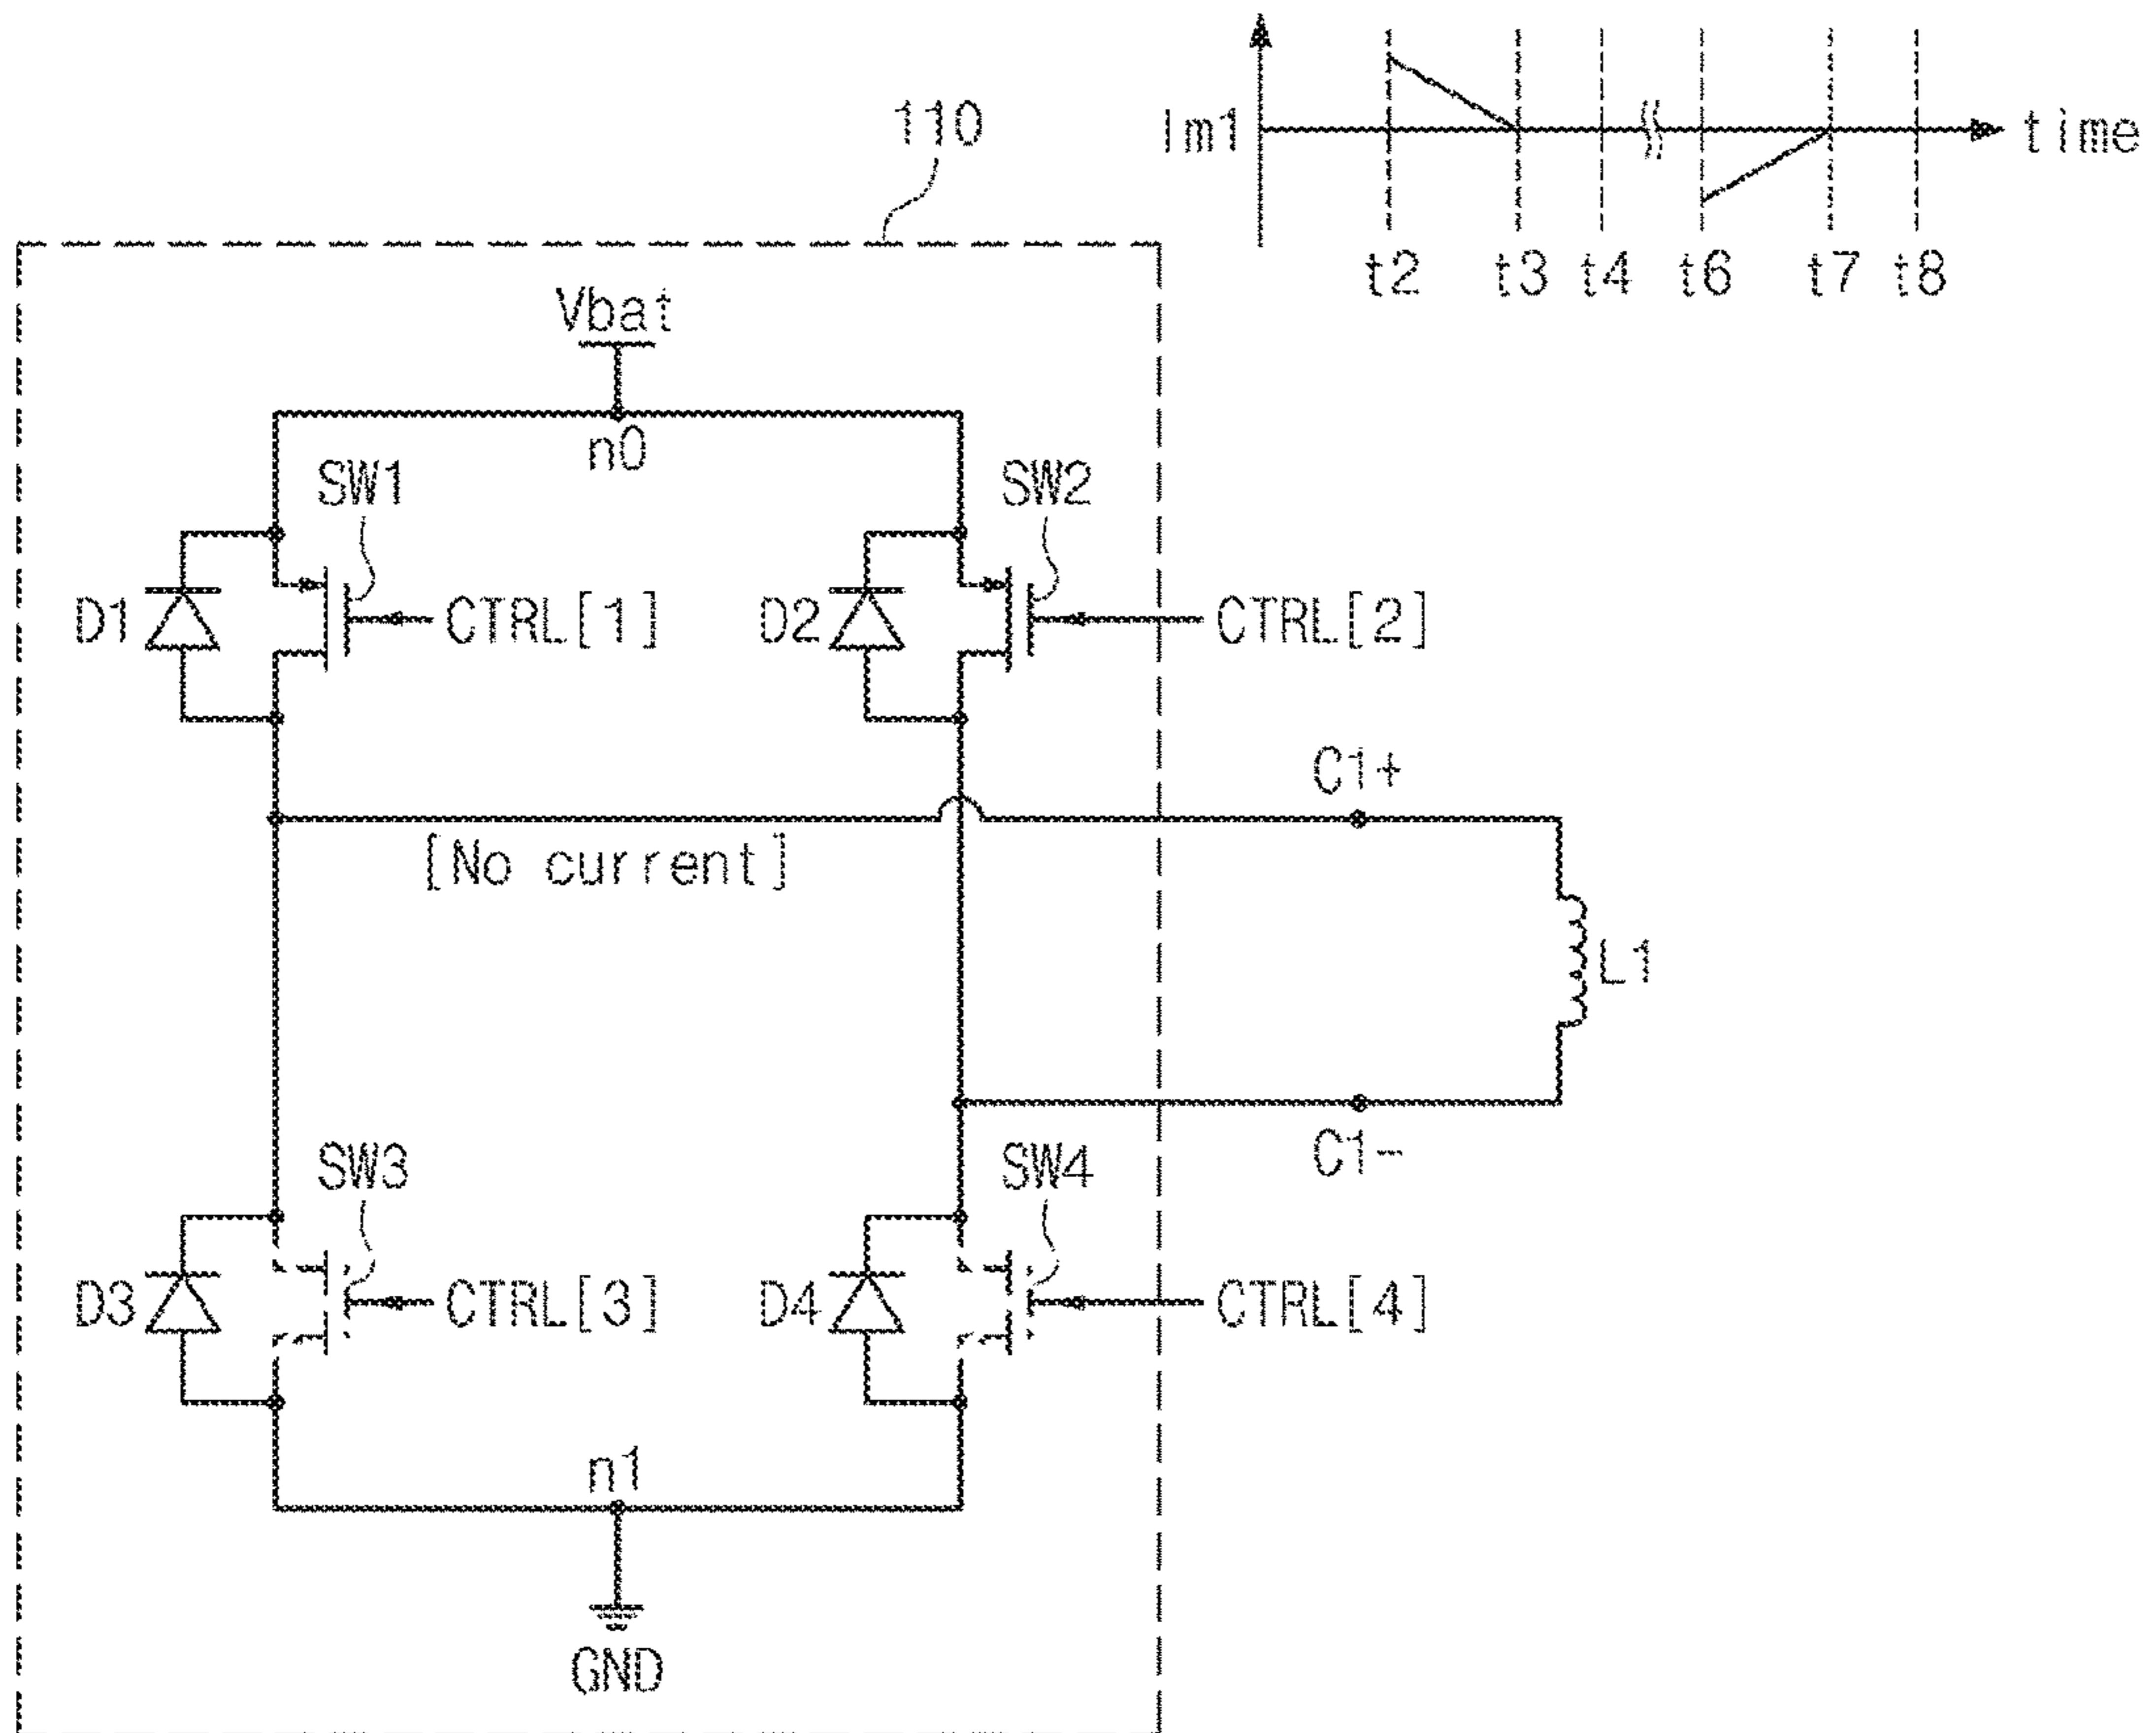 110
Im1
time
t2 t3 t4 t6 t7 t8
Vbat
n0
SW1
SW2
D1
CTRL[1]
D2
CTRL[2]
C1+
[No current]
L1
C1-
SW3
SW4
D3
CTRL[3]
D4
CTRL[4]
n1
GND